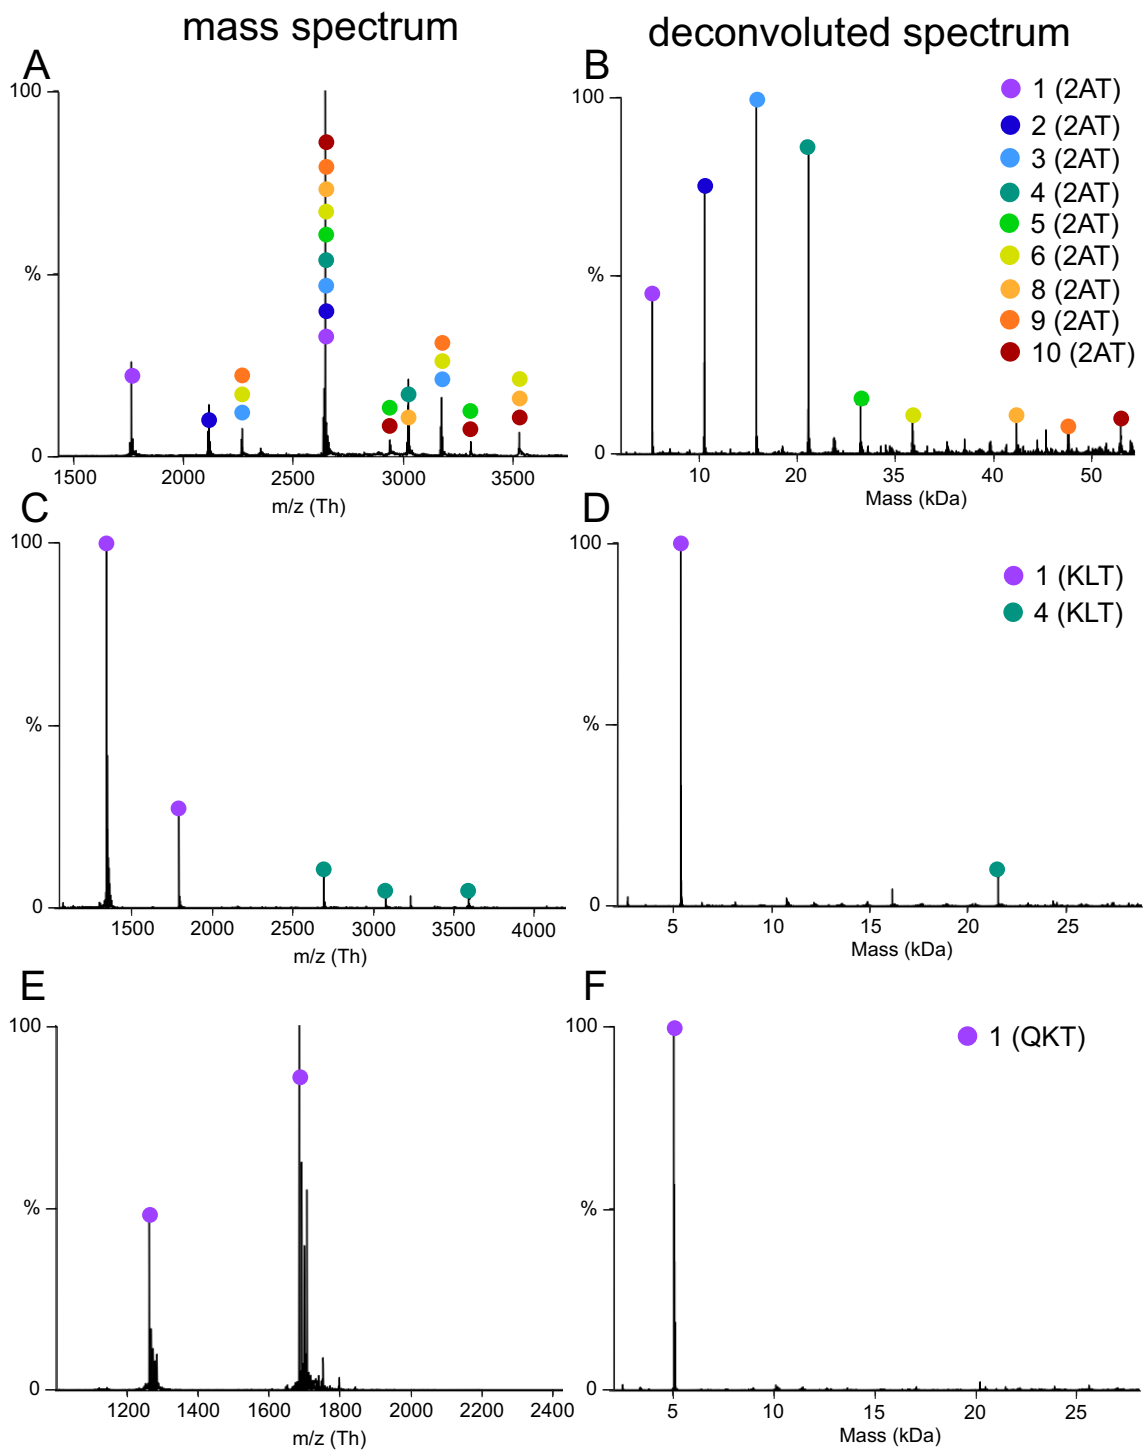 mass spectrum
deconvoluted spectrum
A
100
%
0
1500
2000
2500
3000
3500
m/z (Th)
B
100
%
0
10
20
35
40
50
Mass (kDa)
1 (2AT)
2 (2AT)
3 (2AT)
4 (2AT)
5 (2AT)
6 (2AT)
8 (2AT)
9 (2AT)
10 (2AT)
C
100
%
0
1500
2000
2500
3000
3500
4000
m/z (Th)
D
100
%
0
5
10
15
20
25
Mass (kDa)
1 (KLT)
4 (KLT)
E
100
%
0
1200
1400
1600
1800
2000
2200
2400
m/z (Th)
F
100
%
0
5
10
15
20
25
Mass (kDa)
1 (QKT)